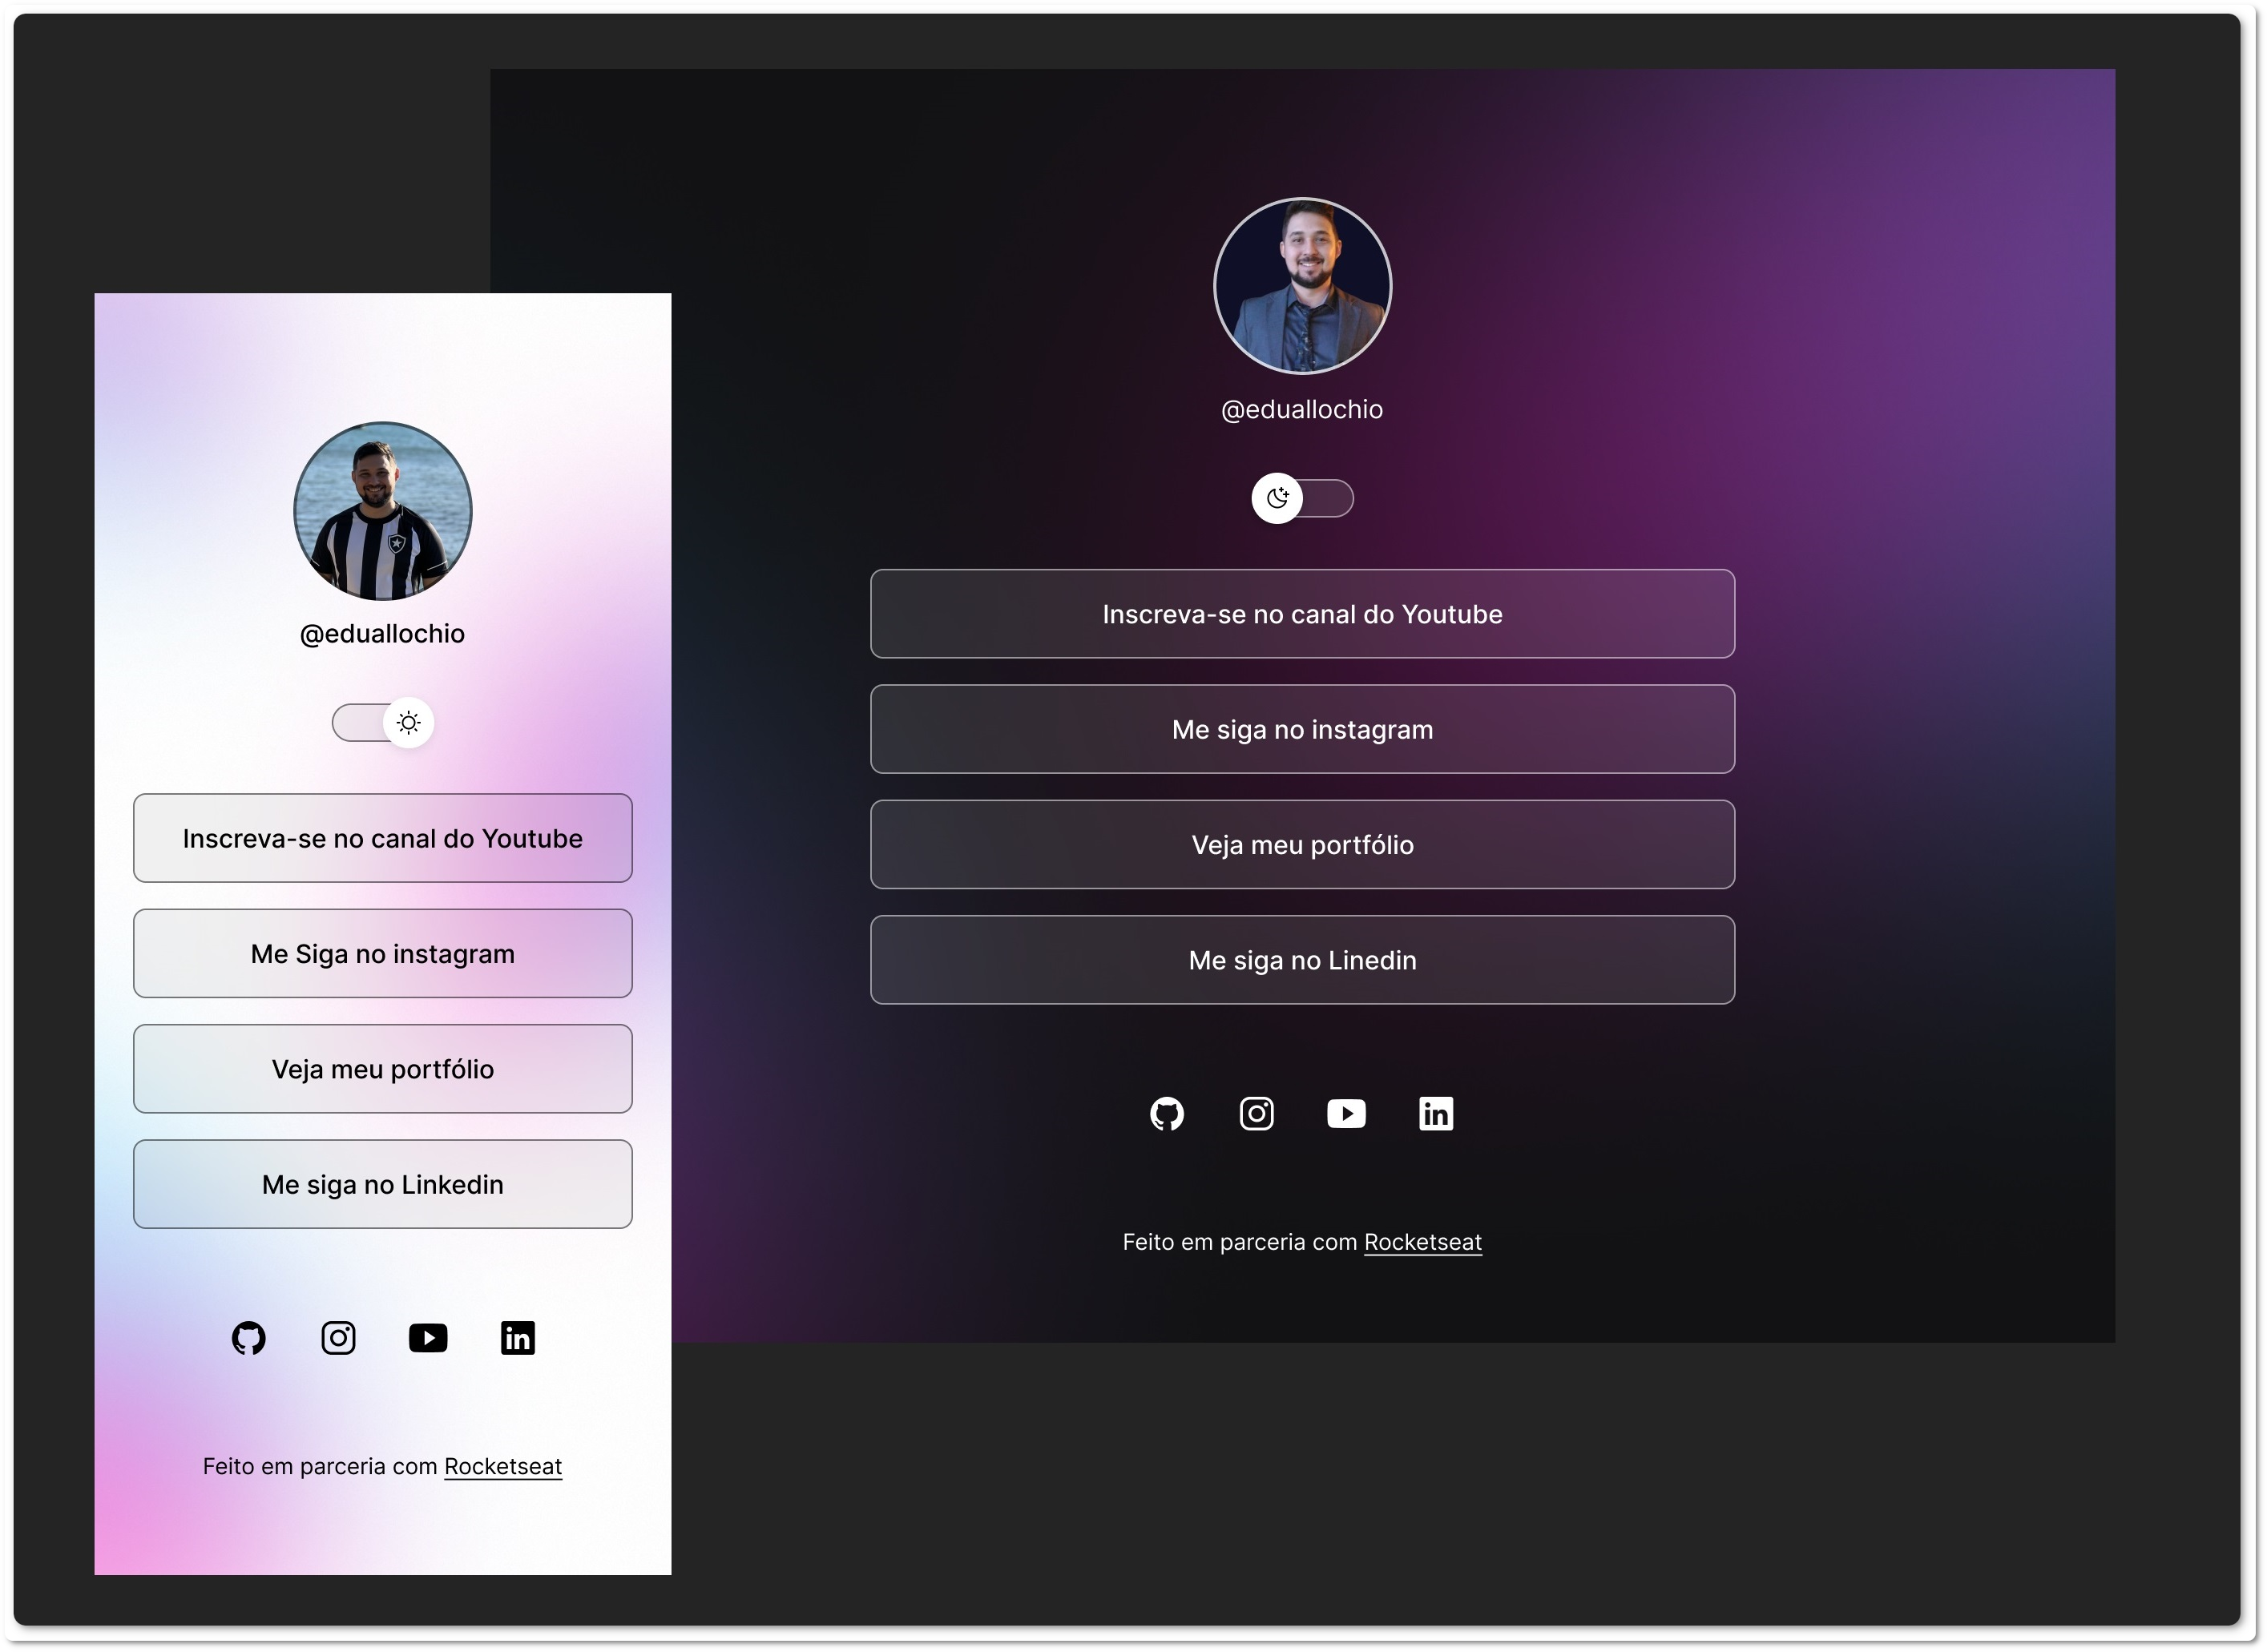 @eduallochio
Inscreva-se no canal do Youtube
Me Siga no instagram
Veja meu portfólio
Me siga no Linkedin
Feito em parceria com Rocketseat
@eduallochio
Inscreva-se no canal do Youtube
Me siga no instagram
Veja meu portfólio
Me siga no Linedin
Feito em parceria com Rocketseat